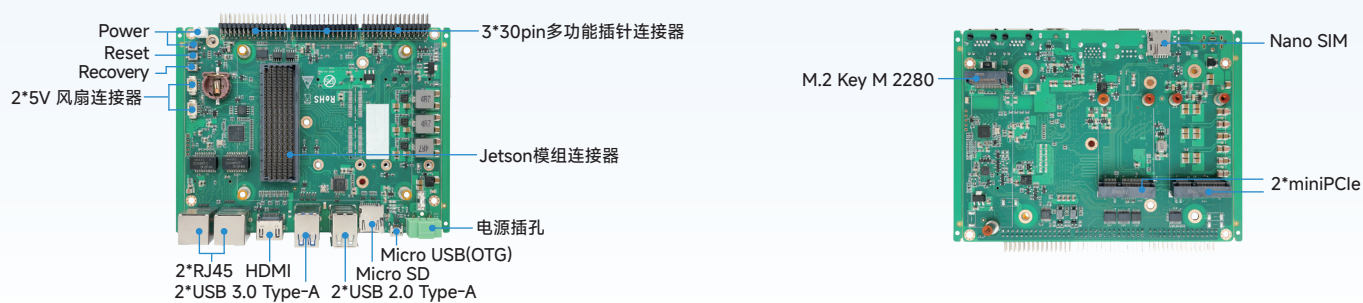 Power
Reset
Recovery
2*5V 风扇连接器
3*30pin多功能插针连接器
RoHS
4R7
4R7
4R7
Jetson模组连接器
电源插孔
Micro USB(OTG)
2*RJ45 HDMI Micro SD
2*USB 3.0 Type-A 2*USB 2.0 Type-A
Nano SIM
M.2 Key M 2280
2*miniPCIe